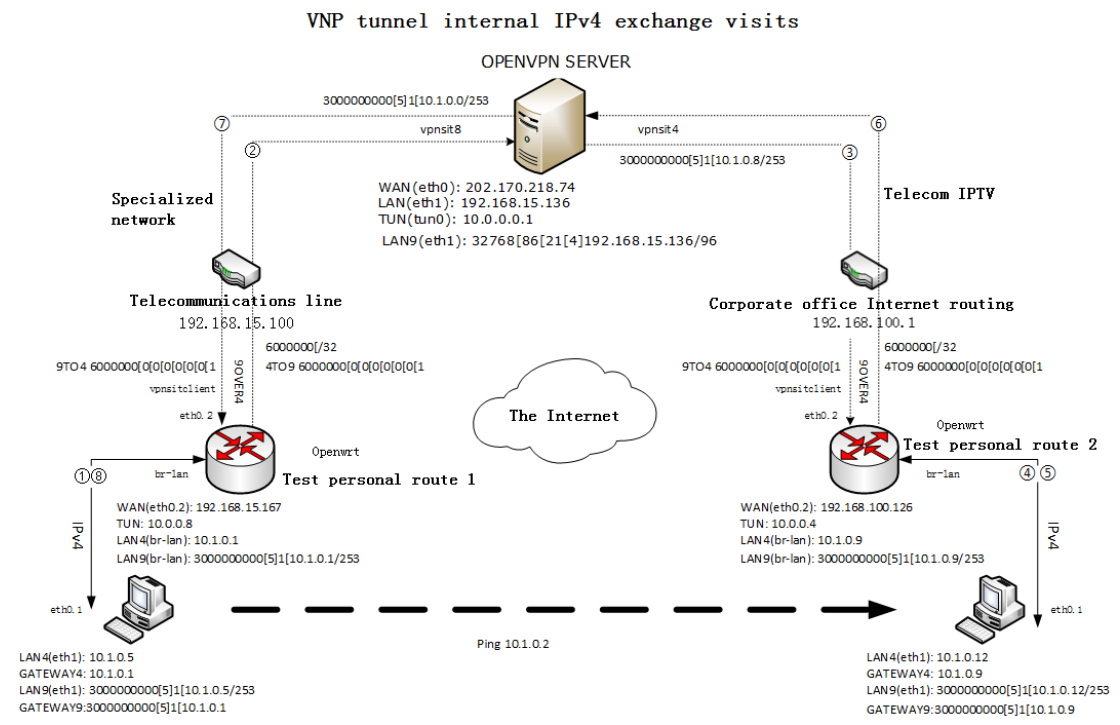 VNP tunnel internal IPv4 exchange visits
OPENVPN SERVER
3000000000[5]1[10.1.0.0/253
⑦
vpnsit8
②
vpnsit4
⑥
3000000000[5]1[10.1.0.8/253
③
WAN(eth0): 202.170.218.74
LAN(eth1): 192.168.15.136
TUN(tun0): 10.0.0.0.1
LAN9(eth1): 32768[86[21[4]192.168.15.136/96
Specialized
network
Telecom IPTV
Telecommunications line
192.168.15.100
Corporate office Internet routing
192.168.100.1
6000000[/32
9TO4 6000000[0[0[0[0[0[0[1
9OVER4
4TO9 6000000[0[0[0[0[0[0[1
vpnsitclient
eth0.2
6000000[/32
9TO4 6000000[0[0[0[0[0[0[1
9OVER4
4TO9 6000000[0[0[0[0[0[0[1
vpnsitclient
eth0.2
The Internet
Openwrt
Test personal route 1
br-lan
①⑧
Openwrt
Test personal route 2
br-lan
④⑤
WAN(eth0.2): 192.168.15.167
TUN: 10.0.0.8
LAN4(br-lan): 10.1.0.1
LAN9(br-lan): 3000000000[5]1[10.1.0.1/253
IPv4
eth0.1
WAN(eth0.2): 192.168.100.126
TUN: 10.0.0.4
LAN4(br-lan): 10.1.0.9
LAN9(br-lan): 3000000000[5]1[10.1.0.9/253
IPv4
eth0.1
Ping 10.1.0.2
LAN4(eth1): 10.1.0.5
GATEWAY4: 10.1.0.1
LAN9(eth1): 3000000000[5]1[10.1.0.5/253
GATEWAY9:3000000000[5]1[10.1.0.1
LAN4(eth1): 10.1.0.12
GATEWAY4: 10.1.0.9
LAN9(eth1): 3000000000[5]1[10.1.0.12/253
GATEWAY9:3000000000[5]1[10.1.0.9